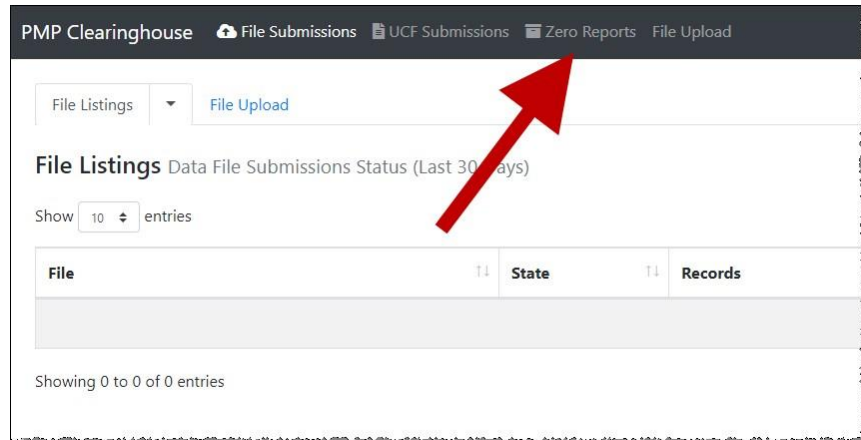 PMP Clearinghouse File Submissions UCF Submissions Zero Reports File Upload
File Listings File Upload
File Listings Data File Submissions Status (Last 30 Days)
Show 10 entries
File State Records
Showing 0 to 0 of 0 entries